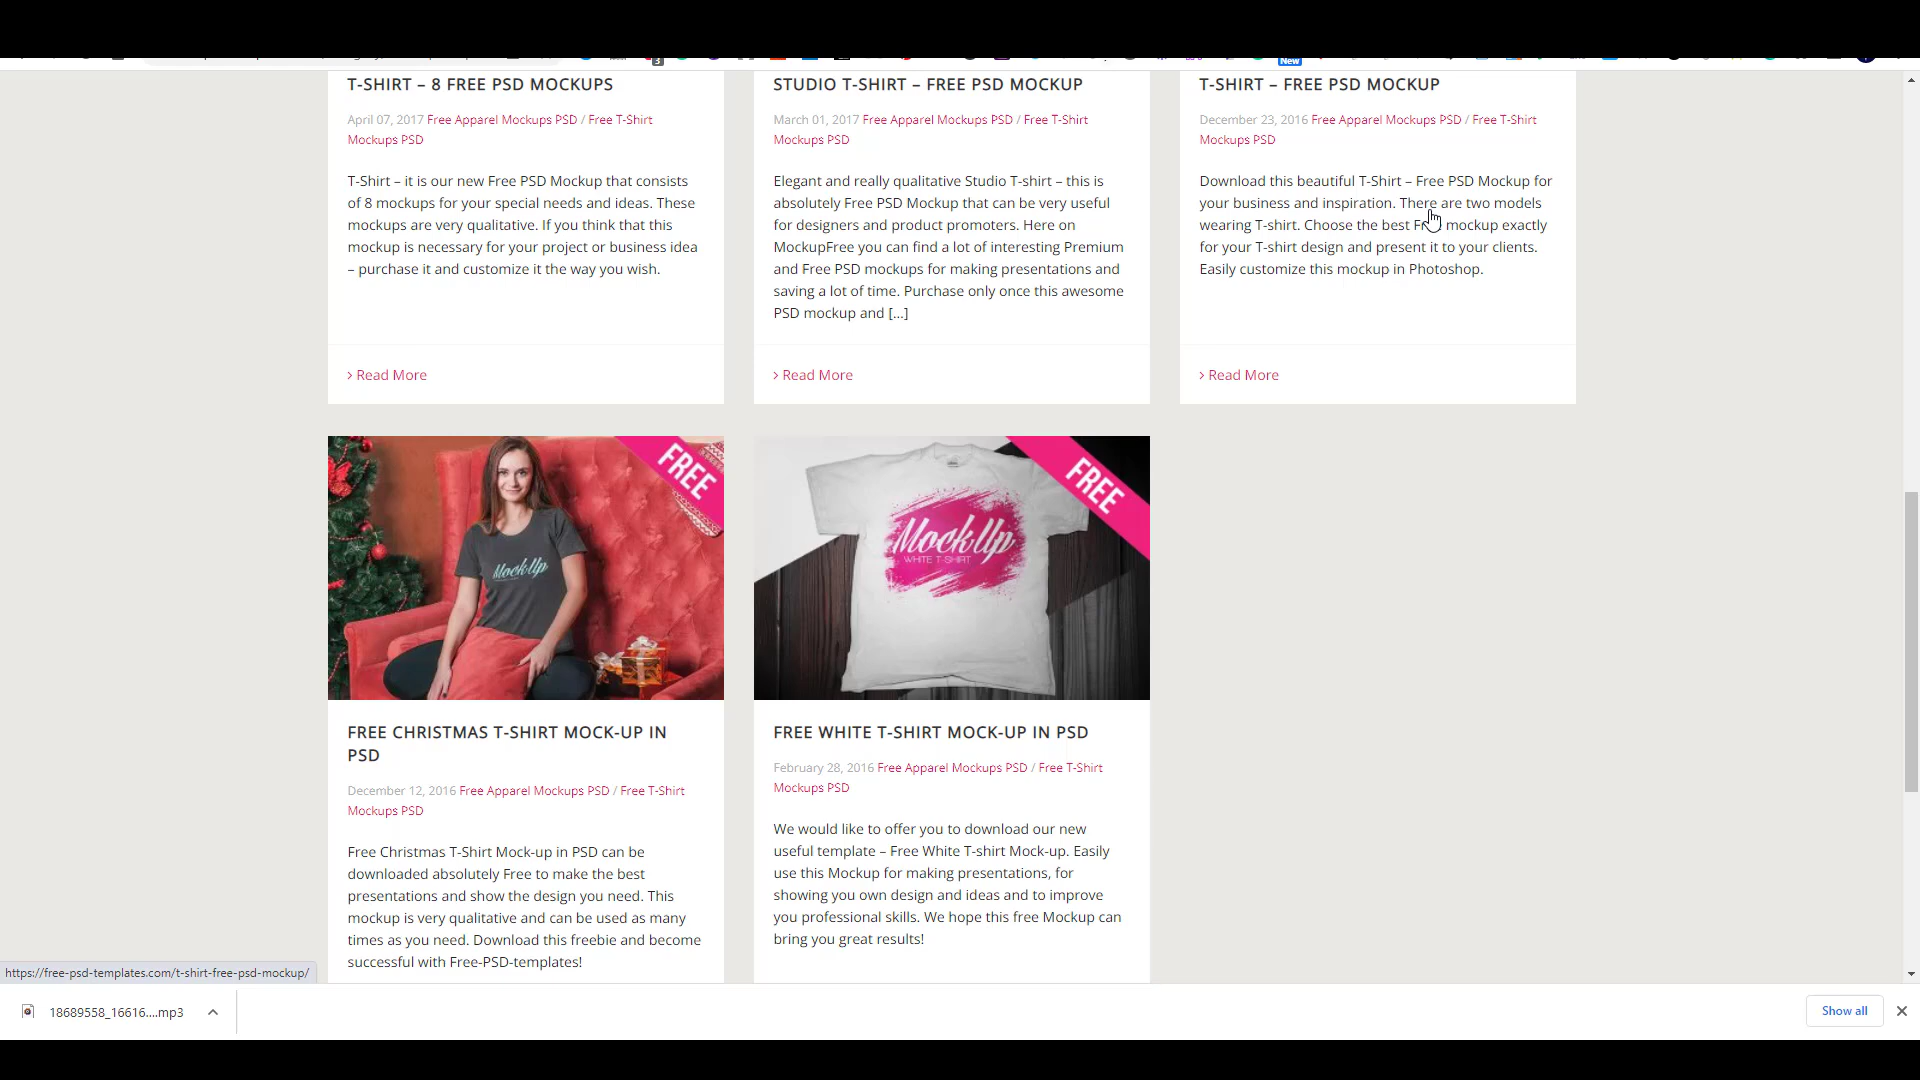 3
New
T-SHIRT – 8 FREE PSD MOCKUPS
April 07, 2017 Free Apparel Mockups PSD / Free T-Shirt
Mockups PSD
T-Shirt – it is our new Free PSD Mockup that consists
of 8 mockups for your special needs and ideas. These
mockups are very qualitative. If you think that this
mockup is necessary for your project or business idea
– purchase it and customize it the way you wish.
> Read More
STUDIO T-SHIRT – FREE PSD MOCKUP
March 01, 2017 Free Apparel Mockups PSD / Free T-Shirt
Mockups PSD
Elegant and really qualitative Studio T-shirt – this is
absolutely Free PSD Mockup that can be very useful
for designers and product promoters. Here on
MockupFree you can find a lot of interesting Premium
and Free PSD mockups for making presentations and
saving a lot of time. Purchase only once this awesome
PSD mockup and [...]
> Read More
T-SHIRT – FREE PSD MOCKUP
December 23, 2016 Free Apparel Mockups PSD / Free T-Shirt
Mockups PSD
Download this beautiful T-Shirt – Free PSD Mockup for
your business and inspiration. There are two models
wearing T-shirt. Choose the best mockup exactly
for your T-shirt design and present it to your clients.
Easily customize this mockup in Photoshop.
> Read More
FREE
MockUp
FREE CHRISTMAS T-SHIRT MOCK-UP IN
PSD
December 12, 2016 Free Apparel Mockups PSD / Free T-Shirt
Mockups PSD
Free Christmas T-Shirt Mock-up in PSD can be
downloaded absolutely Free to make the best
presentations and show the design you need. This
mockup is very qualitative and can be used as many
times as you need. Download this freebie and become
successful with Free-PSD-templates!
FREE
MockUp
WHITE T-SHIRT
FREE WHITE T-SHIRT MOCK-UP IN PSD
February 28, 2016 Free Apparel Mockups PSD / Free T-Shirt
Mockups PSD
We would like to offer you to download our new
useful template – Free White T-shirt Mock-up. Easily
use this Mockup for making presentations, for
showing you own design and ideas and to improve
you professional skills. We hope this free Mockup can
bring you great results!
https://free-psd-templates.com/t-shirt-free-psd-mockup/
18689558_16616....mp3
Show all